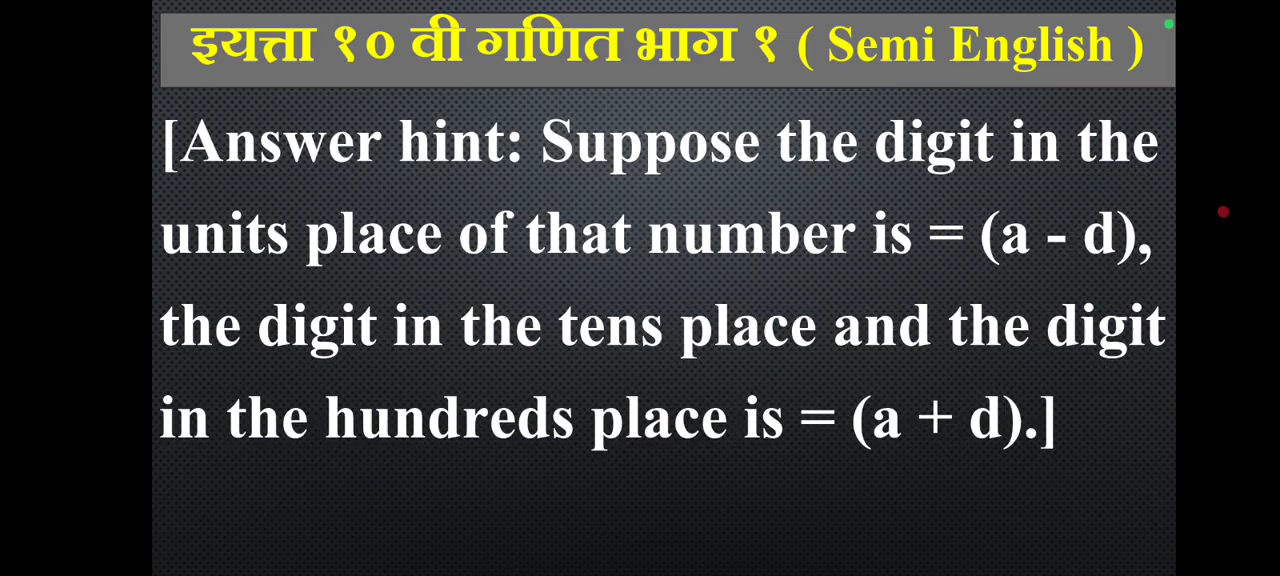 इयत्ता १० वी गणित भाग १ ( Semi English )
[Answer hint: Suppose the digit in the
units place of that number is = (a - d),
the digit in the tens place and the digit
in the hundreds place is = (a + d).]